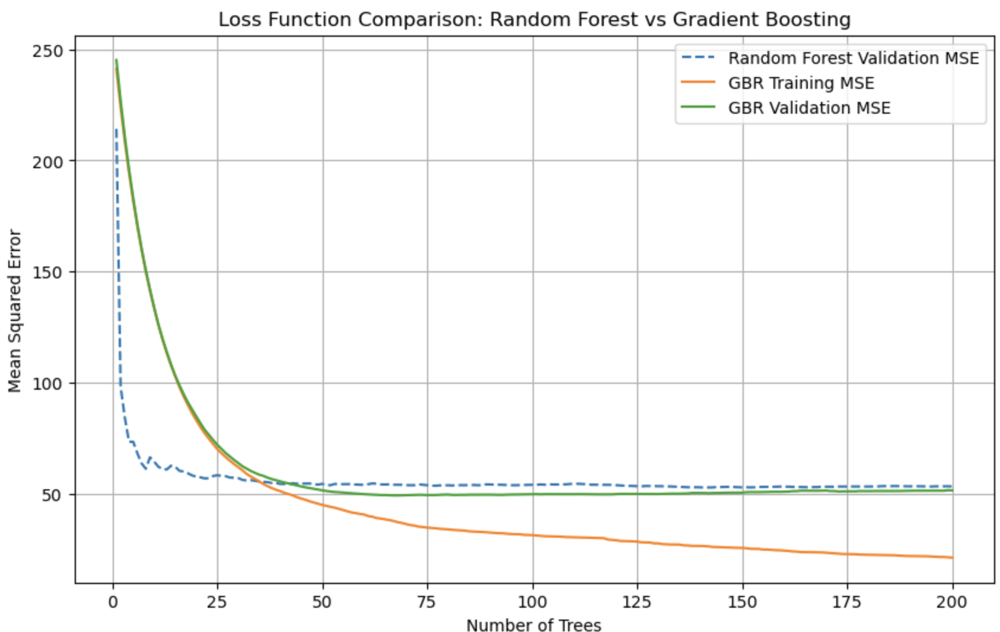 Loss Function Comparison: Random Forest vs Gradient Boosting
250
200
150
100
50
Mean Squared Error
Random Forest Validation MSE
GBR Training MSE
GBR Validation MSE
0 25 50 75 100 125 150 175 200
Number of Trees